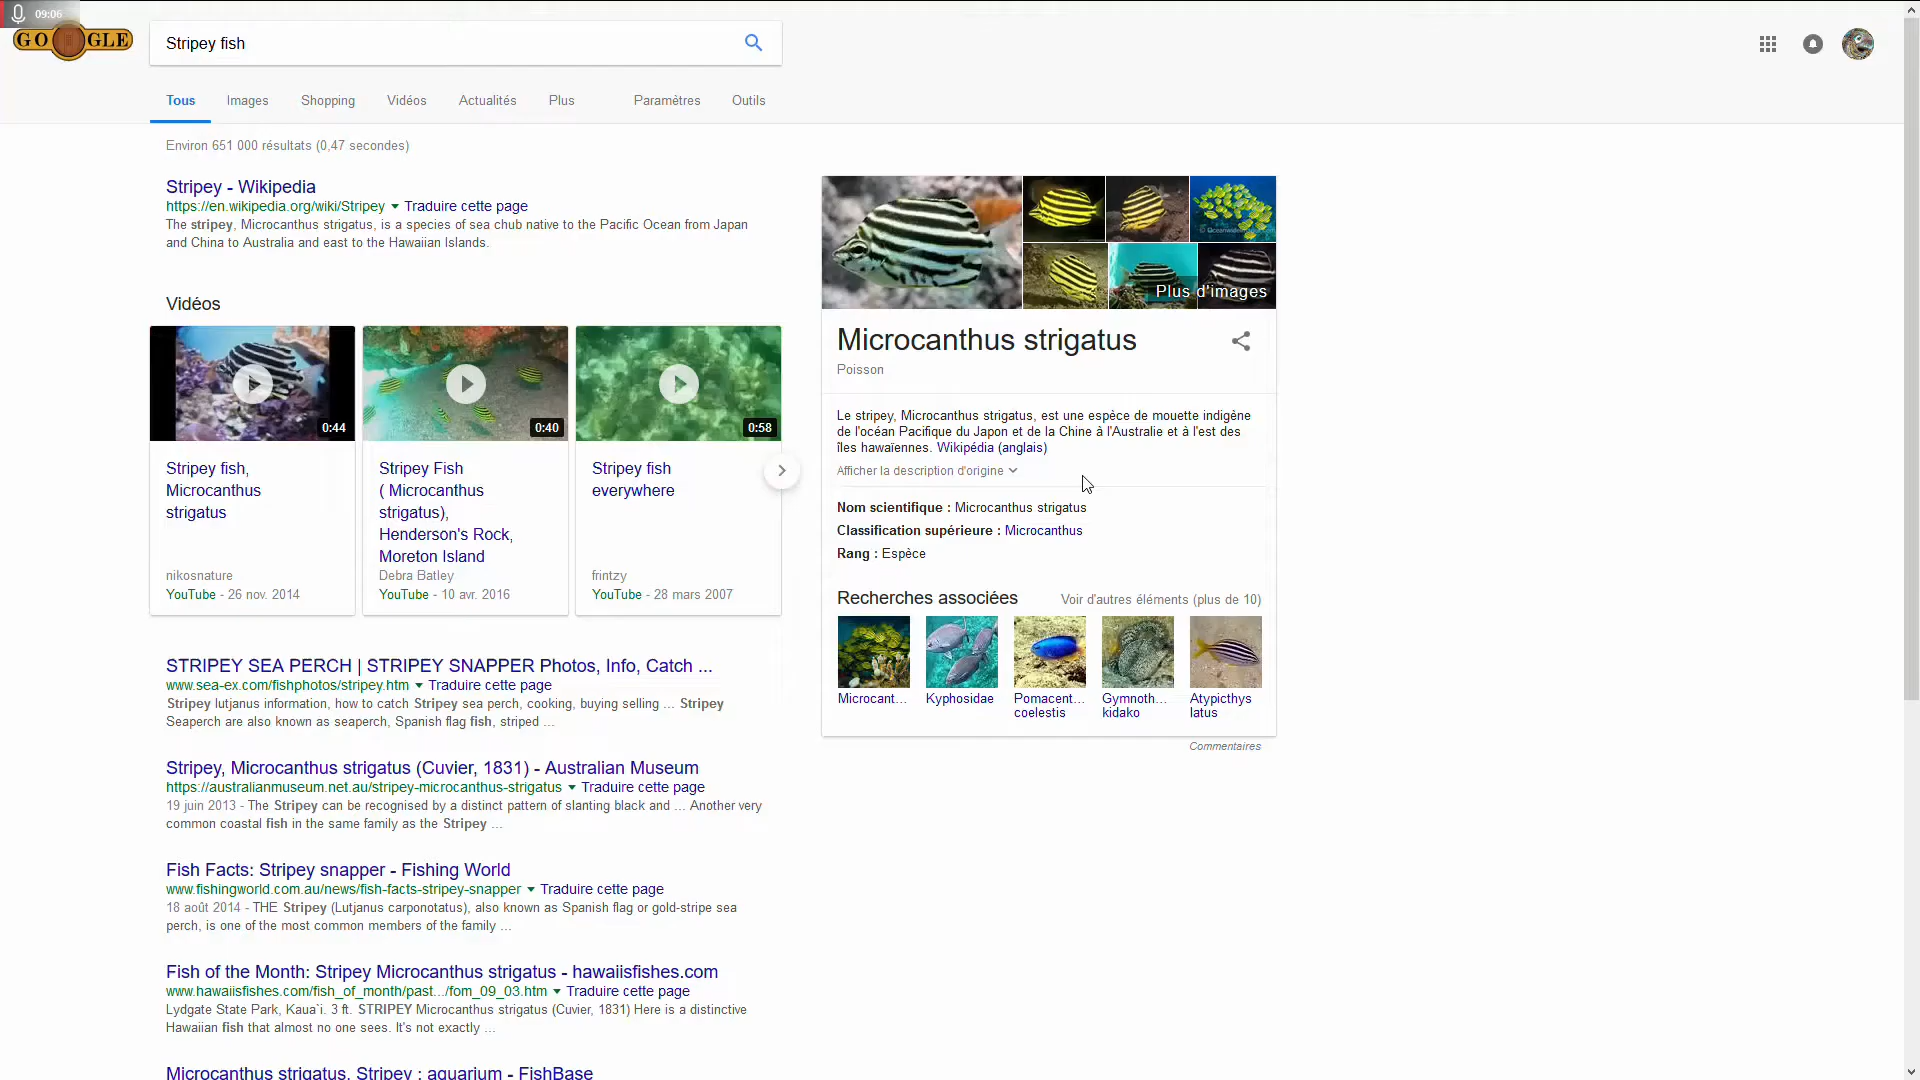 09:06
GO GLE
Stripey fish
Tous Images Shopping Vidéos Actualités Plus Paramètres Outils
Environ 651 000 résultats (0,47 secondes)
Stripey - Wikipedia
https://en.wikipedia.org/wiki/Stripey Traduire cette page
The stripey, Microcanthus strigatus, is a species of sea chub native to the Pacific Ocean from Japan
and China to Australia and east to the Hawaiian Islands.
Vidéos
0:44
Stripey fish,
Microcanthus
strigatus
nikosnature
YouTube - 26 nov. 2014
0:40
Stripey Fish
( Microcanthus
strigatus),
Henderson's Rock,
Moreton Island
Debra Batley
YouTube - 10 avr. 2016
0:58
Stripey fish
everywhere
frintzy
YouTube - 28 mars 2007
STRIPEY SEA PERCH | STRIPEY SNAPPER Photos, Info, Catch ...
www.sea-ex.com/fishphotos/stripey.htm Traduire cette page
Stripey lutjanus information, how to catch Stripey sea perch, cooking, buying selling ... Stripey
Seaperch are also known as seaperch, Spanish flag fish, striped ...
Stripey, Microcanthus strigatus (Cuvier, 1831) - Australian Museum
https://australianmuseum.net.au/stripey-microcanthus-strigatus Traduire cette page
19 juin 2013 - The Stripey can be recognised by a distinct pattern of slanting black and ... Another very
common coastal fish in the same family as the Stripey ...
Fish Facts: Stripey snapper - Fishing World
www.fishingworld.com.au/news/fish-facts-stripey-snapper Traduire cette page
18 août 2014 - THE Stripey (Lutjanus carponotatus), also known as Spanish flag or gold-stripe sea
perch, is one of the most common members of the family ...
Fish of the Month: Stripey Microcanthus strigatus - hawaiisfishes.com
www.hawaiisfishes.com/fish_of_month/past.../fom_09_03.htm Traduire cette page
Lydgate State Park, Kaua`i. 3 ft. STRIPEY Microcanthus strigatus (Cuvier, 1831) Here is a distinctive
Hawaiian fish that almost no one sees. It's not exactly ...
Microcanthus strigatus, Stripey : aquarium - FishBase
Plus d'images
Microcanthus strigatus
Poisson
Le stripey, Microcanthus strigatus, est une espèce de mouette indigène
de l'océan Pacifique du Japon et de la Chine à l'Australie et à l'est des
îles hawaïennes. Wikipédia (anglais)
Afficher la description d'origine
Nom scientifique : Microcanthus strigatus
Classification supérieure : Microcanthus
Rang : Espèce
Recherches associées Voir d'autres éléments (plus de 10)
Microcant...
Kyphosidae
Pomacent...
coelestis
Gymnoth...
kidako
Atypicthys
latus
Commentaires